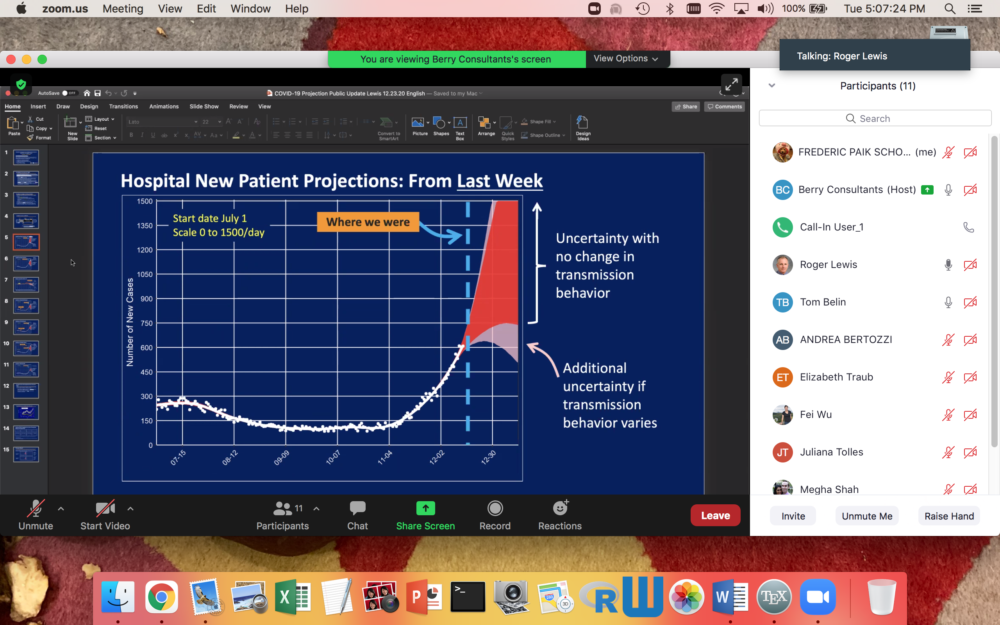 zoom.us Meeting View Edit Window Help 100% Tue 5:07:24 PM
You are viewing Berry Consultants's screen View Options
Talking: Roger Lewis
AutoSave OFF COVID-19 Projection Public Update Lewis 12.23.20 English — Saved to my Mac
Home Insert Draw Design Transitions Animations Slide Show Review View Share Comments
Paste Cut Copy Format
New Slide Layout Reset Section
Lato 22
Convert to SmartArt
Picture Shapes Text Box
Arrange Quick Styles Shape Fill Shape Outline
Design Ideas
1
2
3
4
5
6
7
8
9
10
11
12
13
14
15
Hospital New Patient Projections: From Last Week
Start date July 1
Scale 0 to 1500/day
Where we were
Number of New Cases
1500
1350
1200
1050
900
750
600
450
300
150
0
07-15 08-12 09-09 10-07 11-04 12-02 12-30
Uncertainty with
no change in
transmission
behavior
Additional
uncertainty if
transmission
behavior varies
Participants (11)
Search
FREDERIC PAIK SCHO... (me)
BC Berry Consultants (Host)
Call-In User_1
Roger Lewis
TB Tom Belin
AB ANDREA BERTOZZI
ET Elizabeth Traub
Fei Wu
JT Juliana Tolles
Megha Shah
Invite Unmute Me Raise Hand
Unmute Start Video Participants 11 Chat Share Screen Record Reactions Leave
X P >_ 280 3D R W W TEX